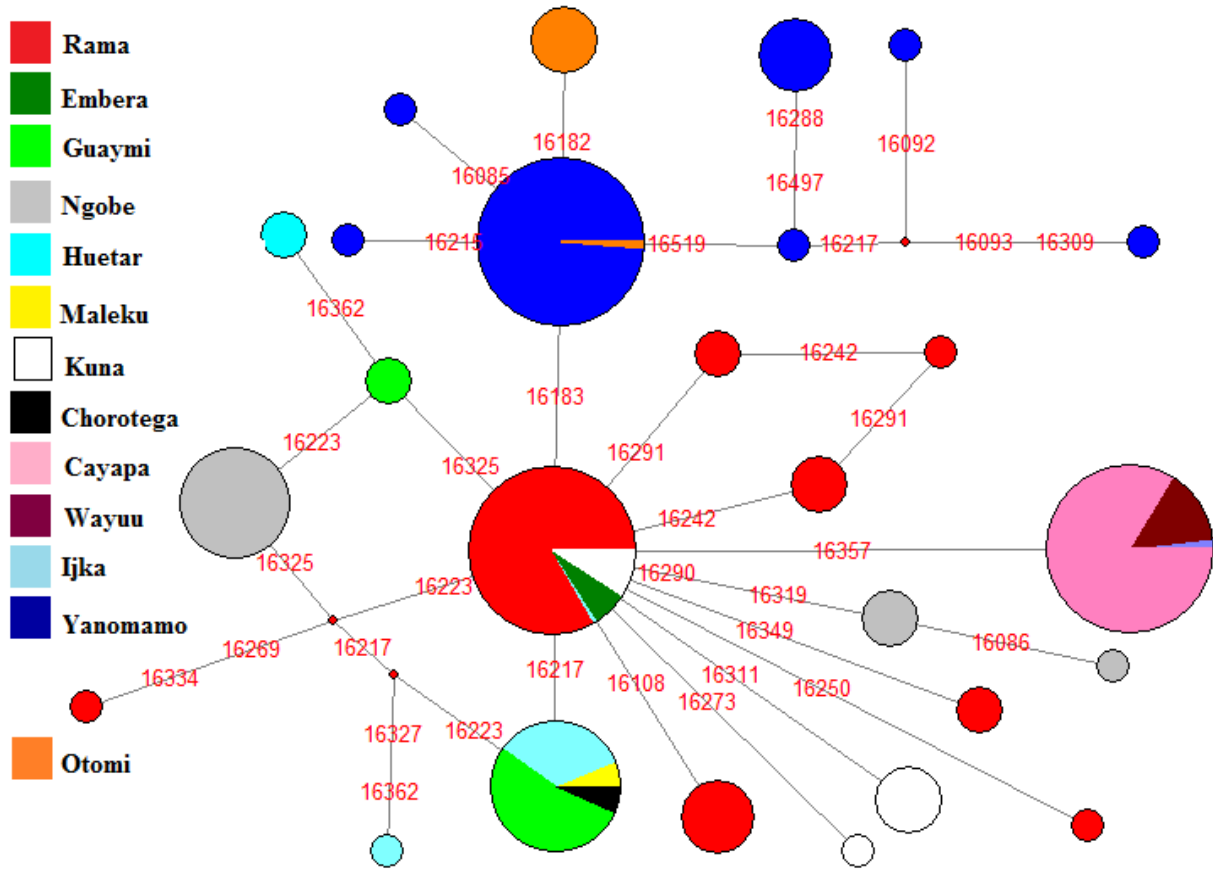 Rama
Embera
Guaymi
Ngobe
Huetar
Maleku
Kuna
Chorotega
Cayapa
Wayuu
Ijka
Yanomamo
Otomi
16182
16085
16215
16519
16288
16497
16217
16092
16093 16309
16362
16183
16242
16291
16291
16223
16325
16242
16357
16325
16223
16290
16319
16349
16086
16269
16334
16217
16217
16108
16311
16250
16273
16327
16223
16362